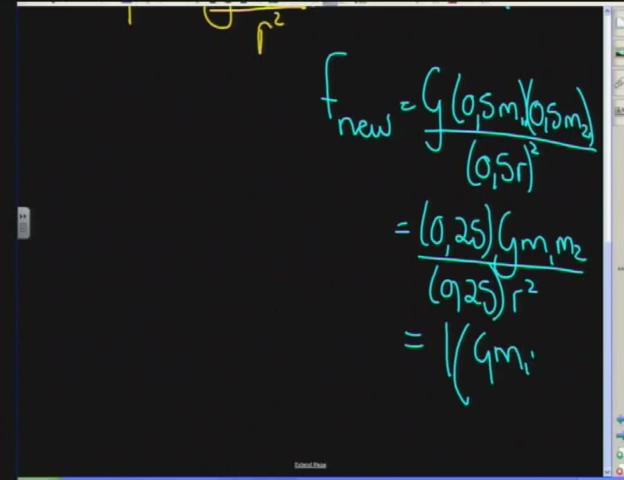 r²
F_new = G(0,5m₁)(0,5m₂)
(0,5r)²
= (0,25)Gm₁m₂
(0,25)r²
= 1(Gm₁
Extend Page